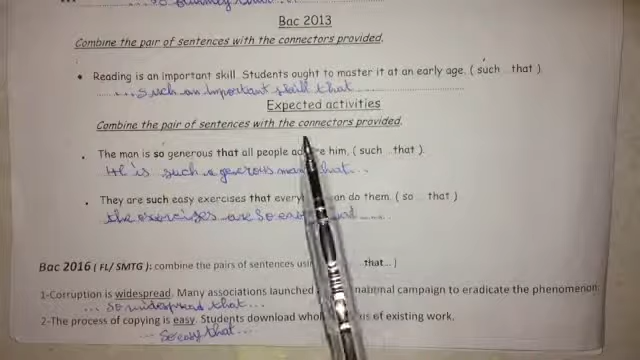 Bac 2013
Combine the pair of sentences with the connectors provided.
• Reading is an important skill. Students ought to master it at an early age. ( such ... that )
...such an important skill that
Expected activities
Combine the pair of sentences with the connectors provided.
• The man is so generous that all people him. ( such ...that ).
He is such a generous man that...
• They are such easy exercises that can do them. ( so ... that )
the exercises are so
Bac 2016 ( FL/ SMTG ): combine the pairs of sentences that... )
1-Corruption is widespread. Many associations launched national campaign to eradicate the phenomenon
... so widespread that ...
2-The process of copying is easy. Students download of existing work.
... so easy that ...